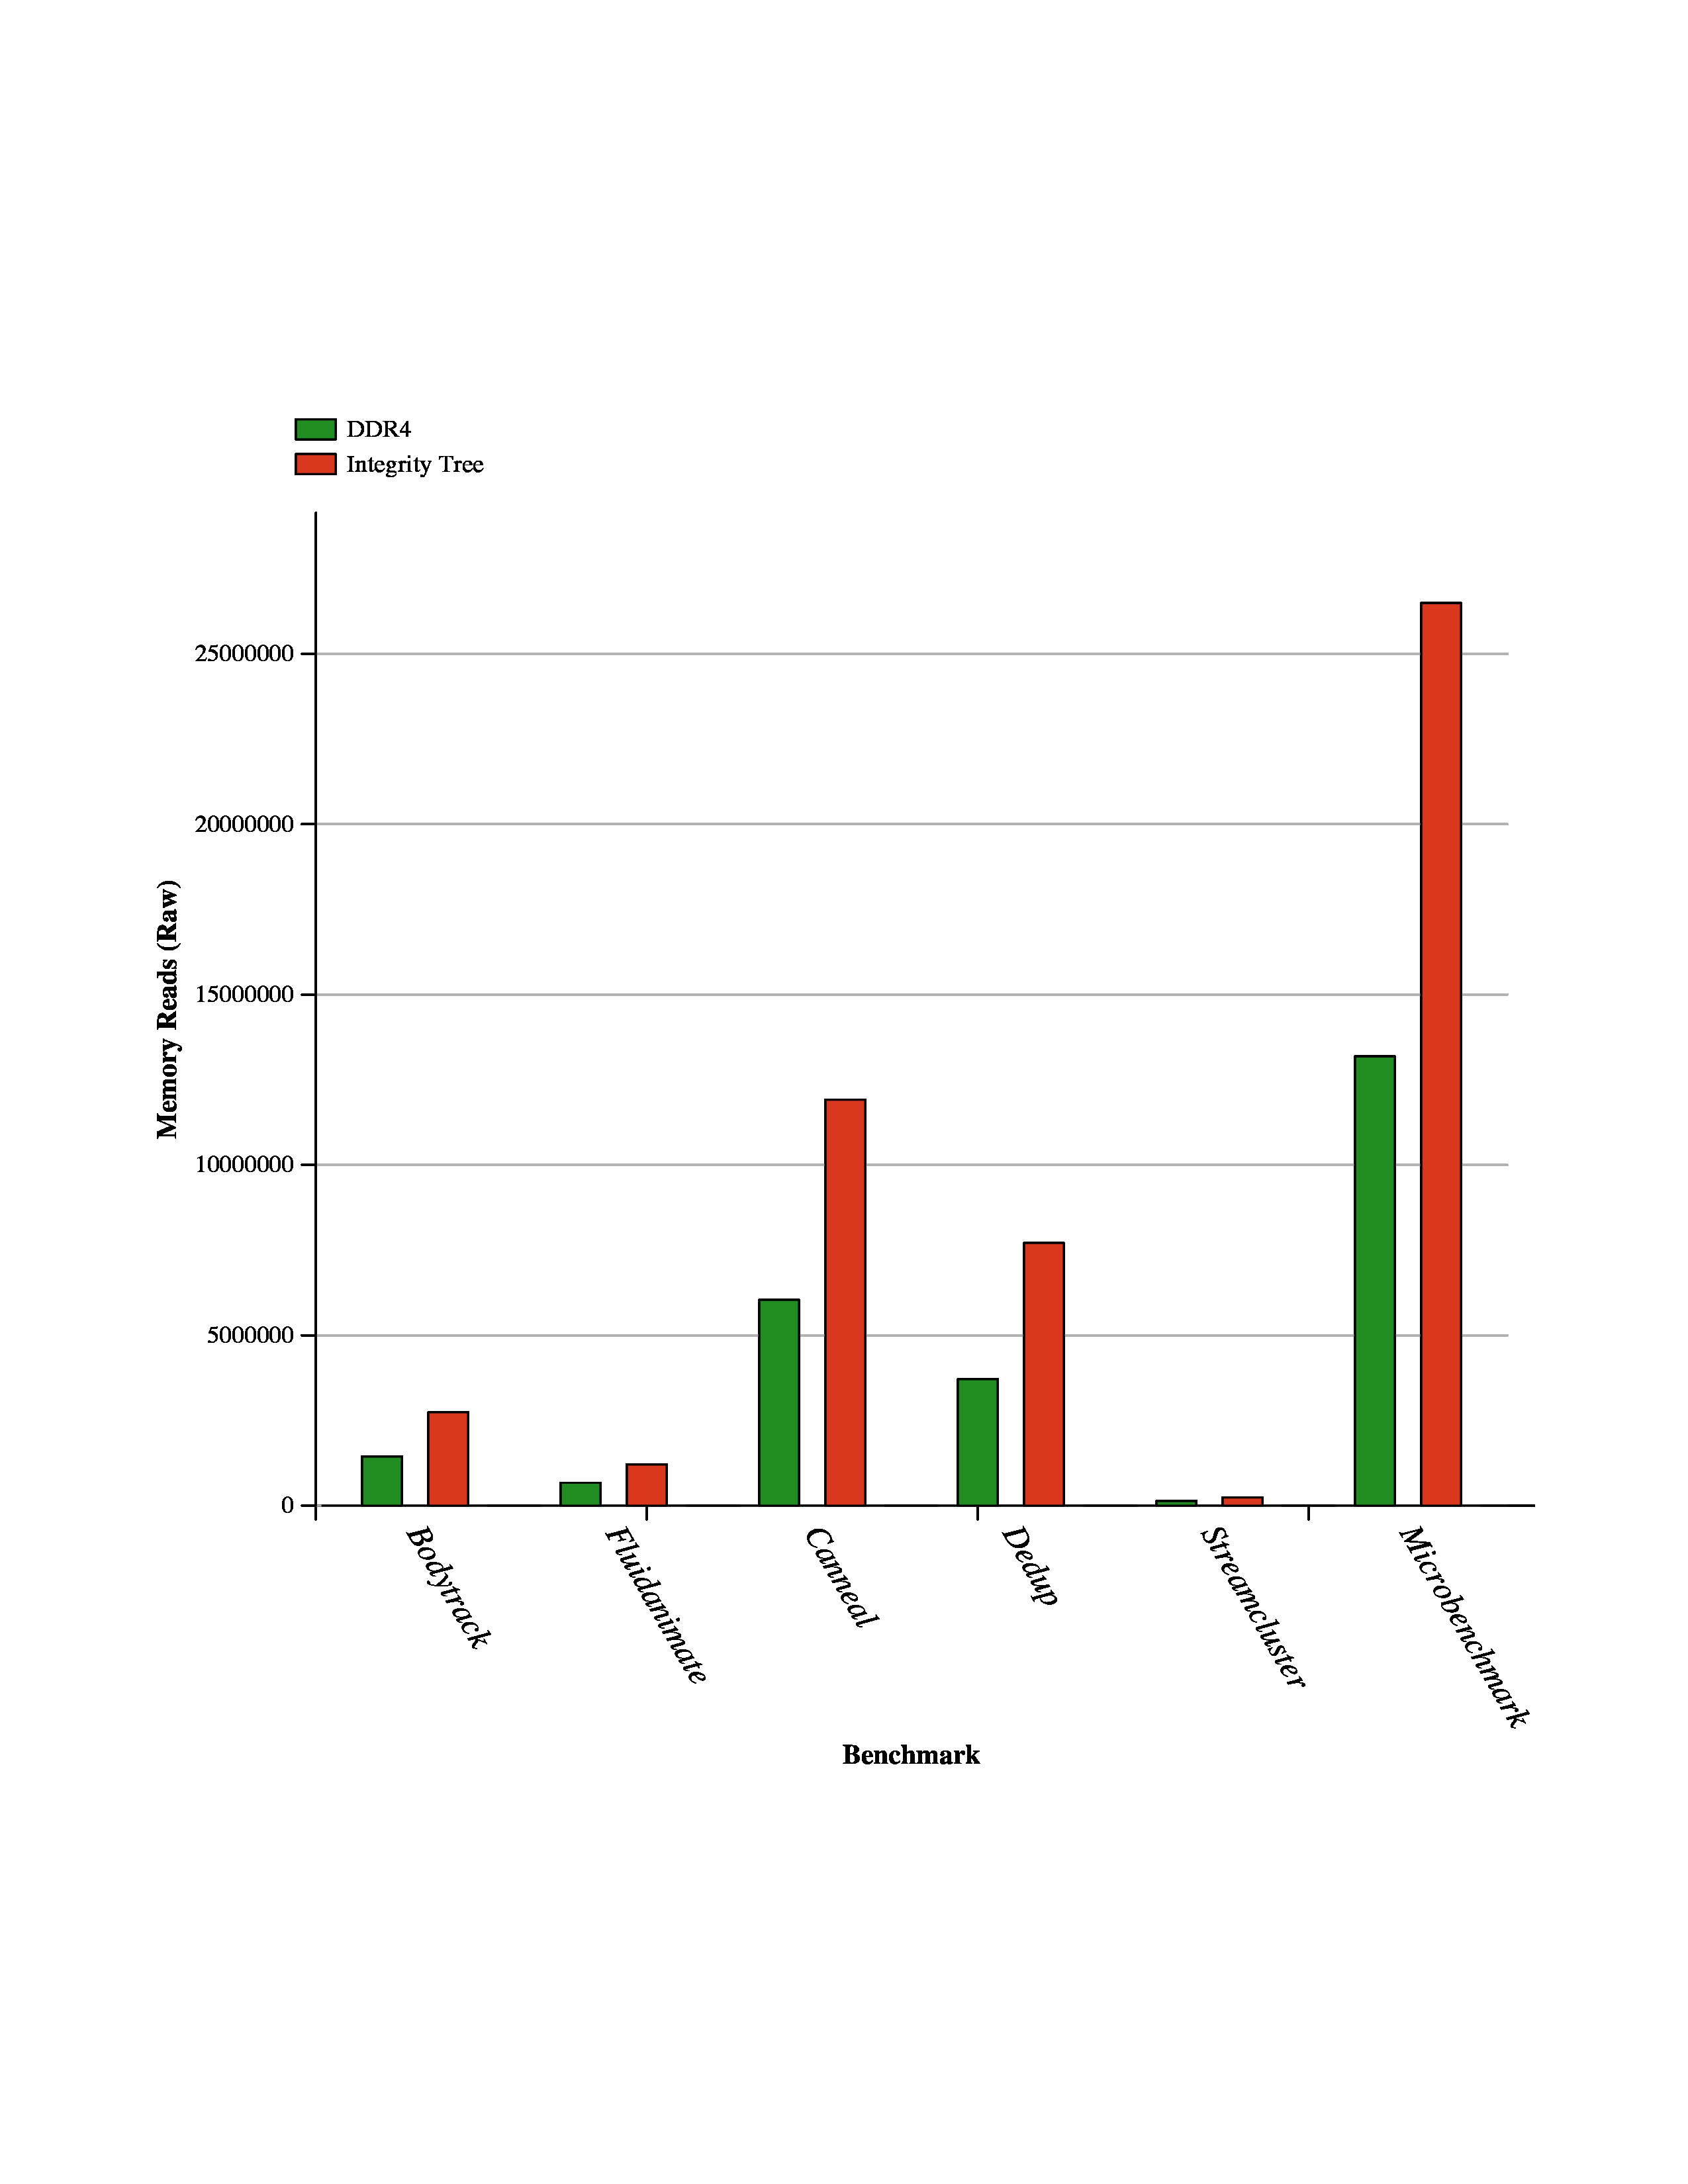 DDR4
Integrity Tree
25000000
20000000
15000000
10000000
5000000
0
Memory Reads (Raw)
Bodytrack
Fluidanimate
Canneal
Dedup
Streamcluster
Microbenchmark
Benchmark